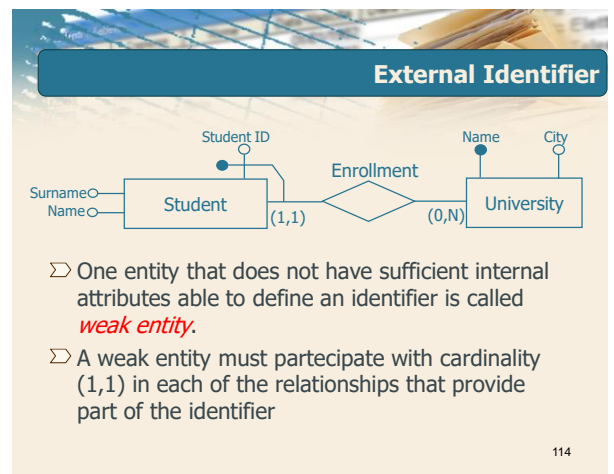 External Identifier
Student ID
Name
City
Enrollment
Surname
Name
Student
University
(1,1)
(0,N)
One entity that does not have sufficient internal
attributes able to define an identifier is called
weak entity.
A weak entity must partecipate with cardinality
(1,1) in each of the relationships that provide
part of the identifier
114